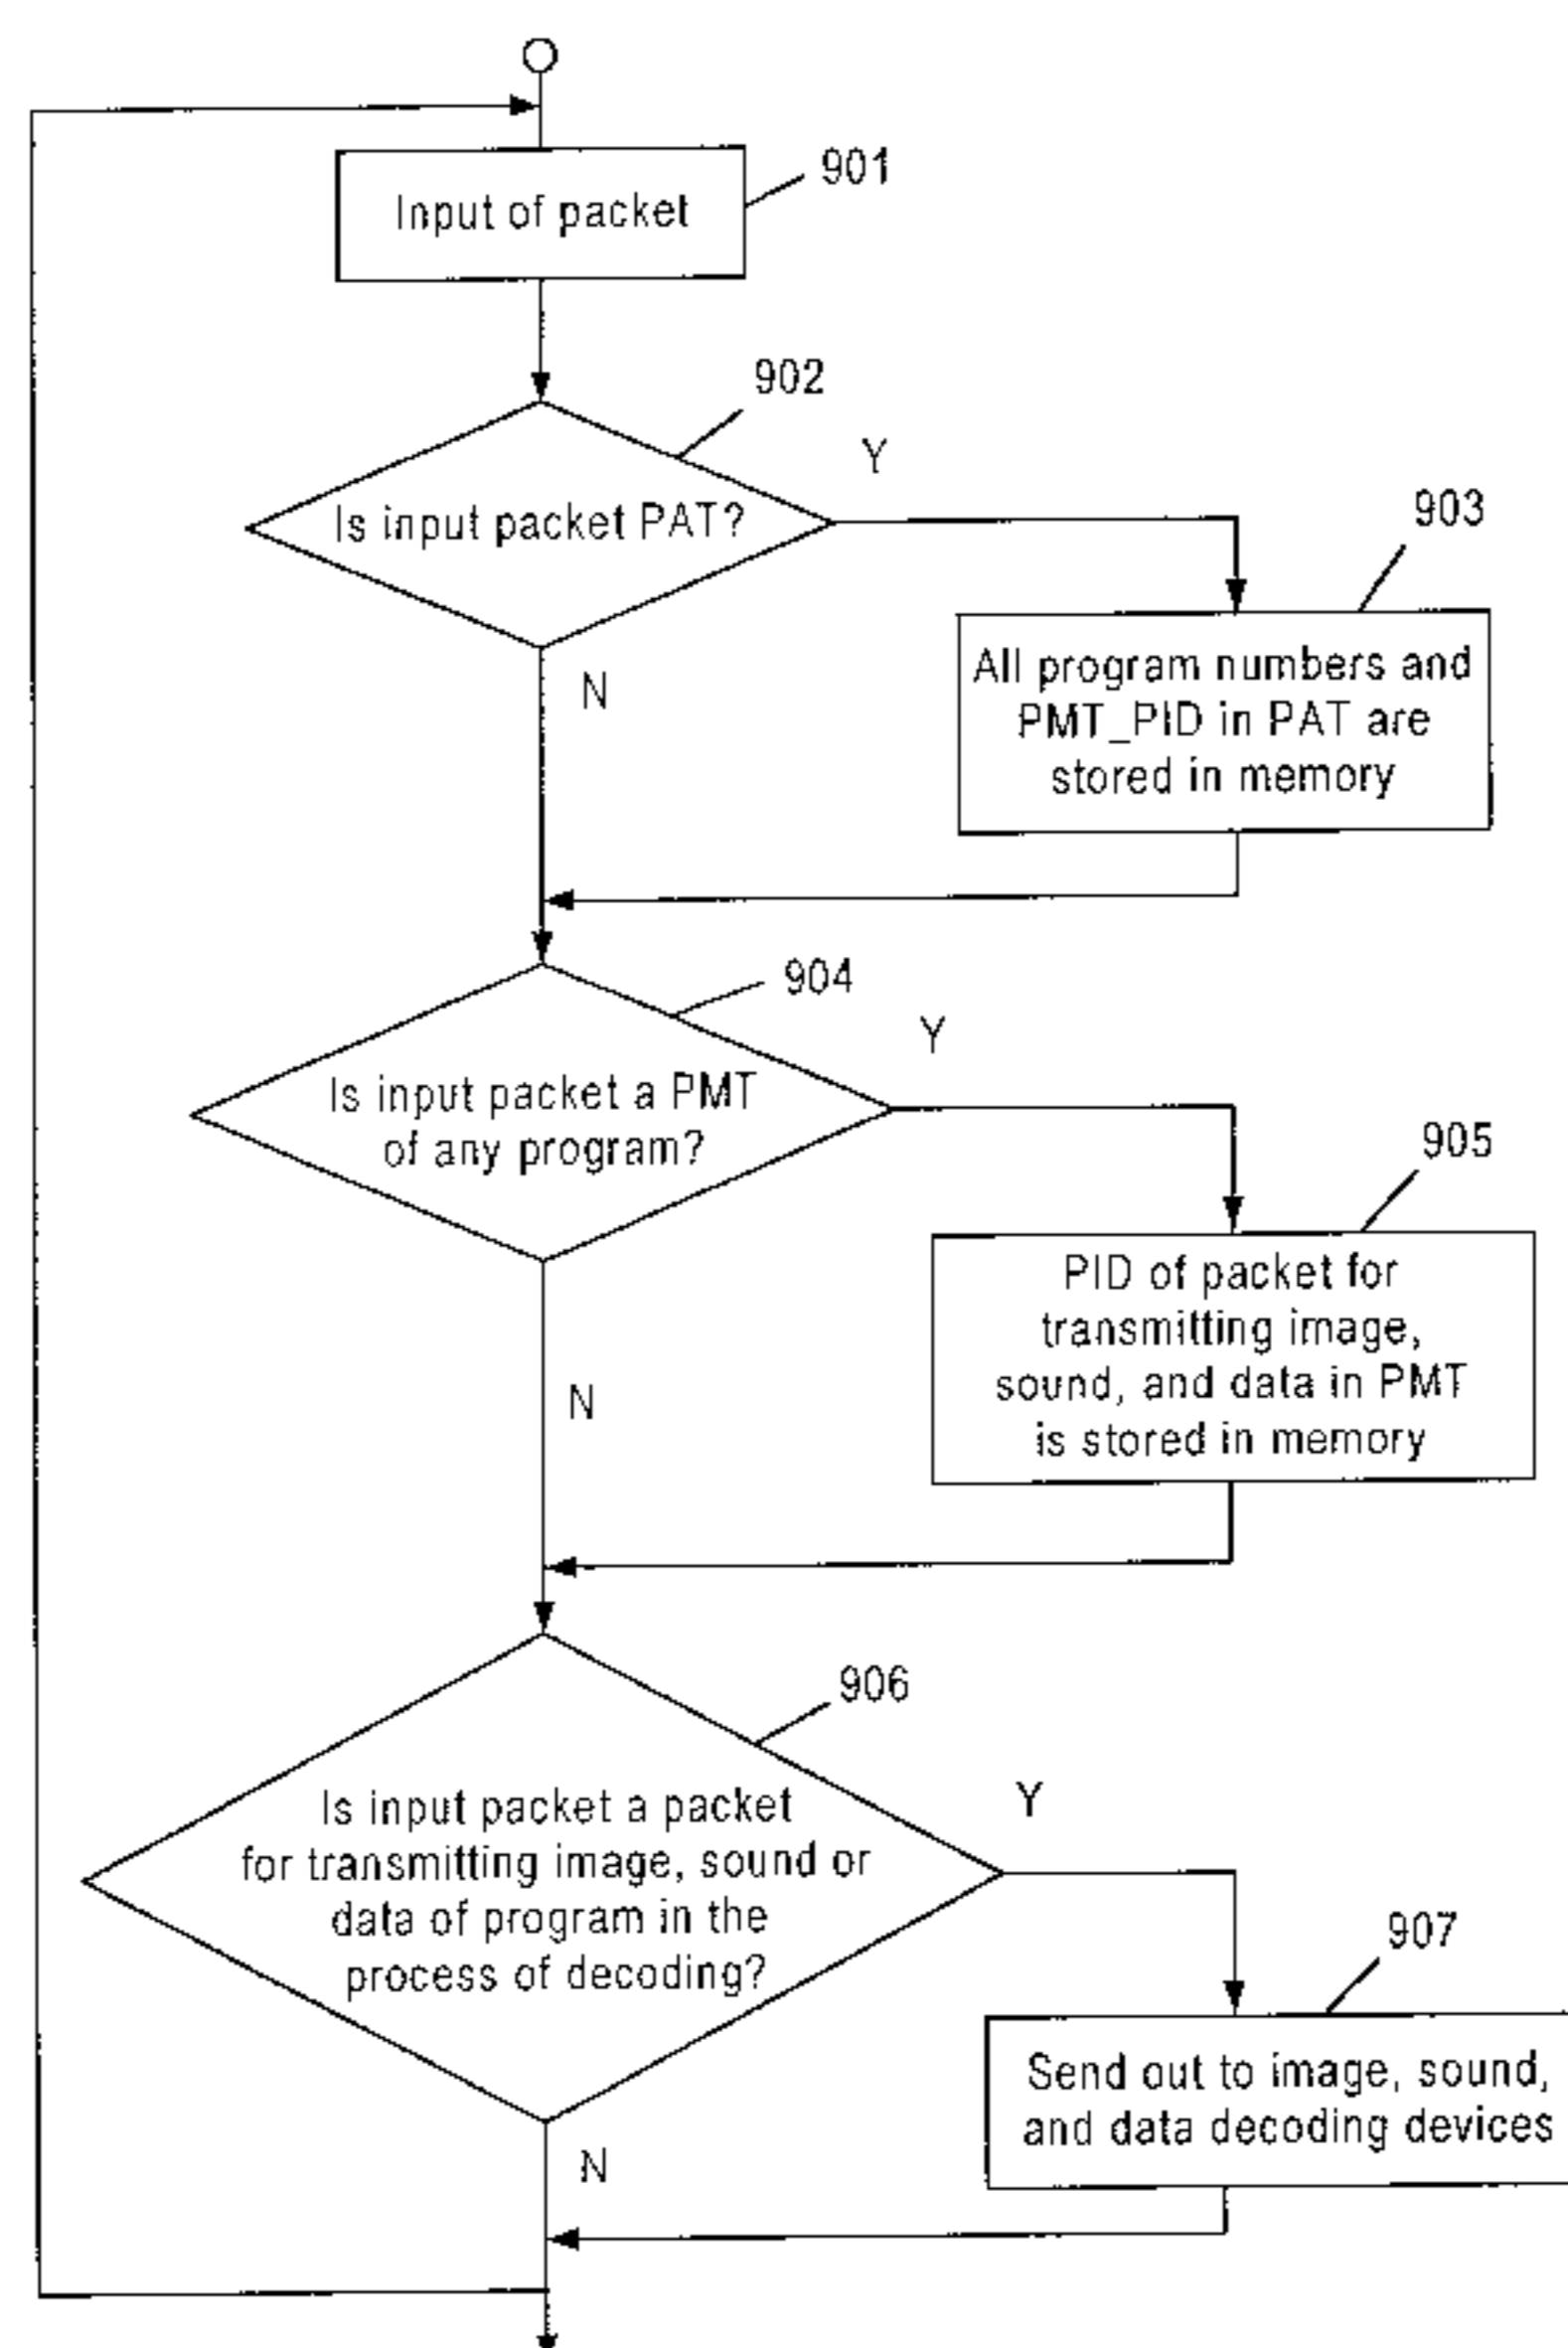 901
Input of packet
902
Y
Is input packet PAT?
903
N
All program numbers and
PMT_PID in PAT are
stored in memory
904
Y
Is input packet a PMT
of any program?
905
N
PID of packet for
transmitting image,
sound, and data in PMT
is stored in memory
906
Y
Is input packet a packet
for transmitting image, sound or
data of program in the
process of decoding?
907
N
Send out to image, sound,
and data decoding devices